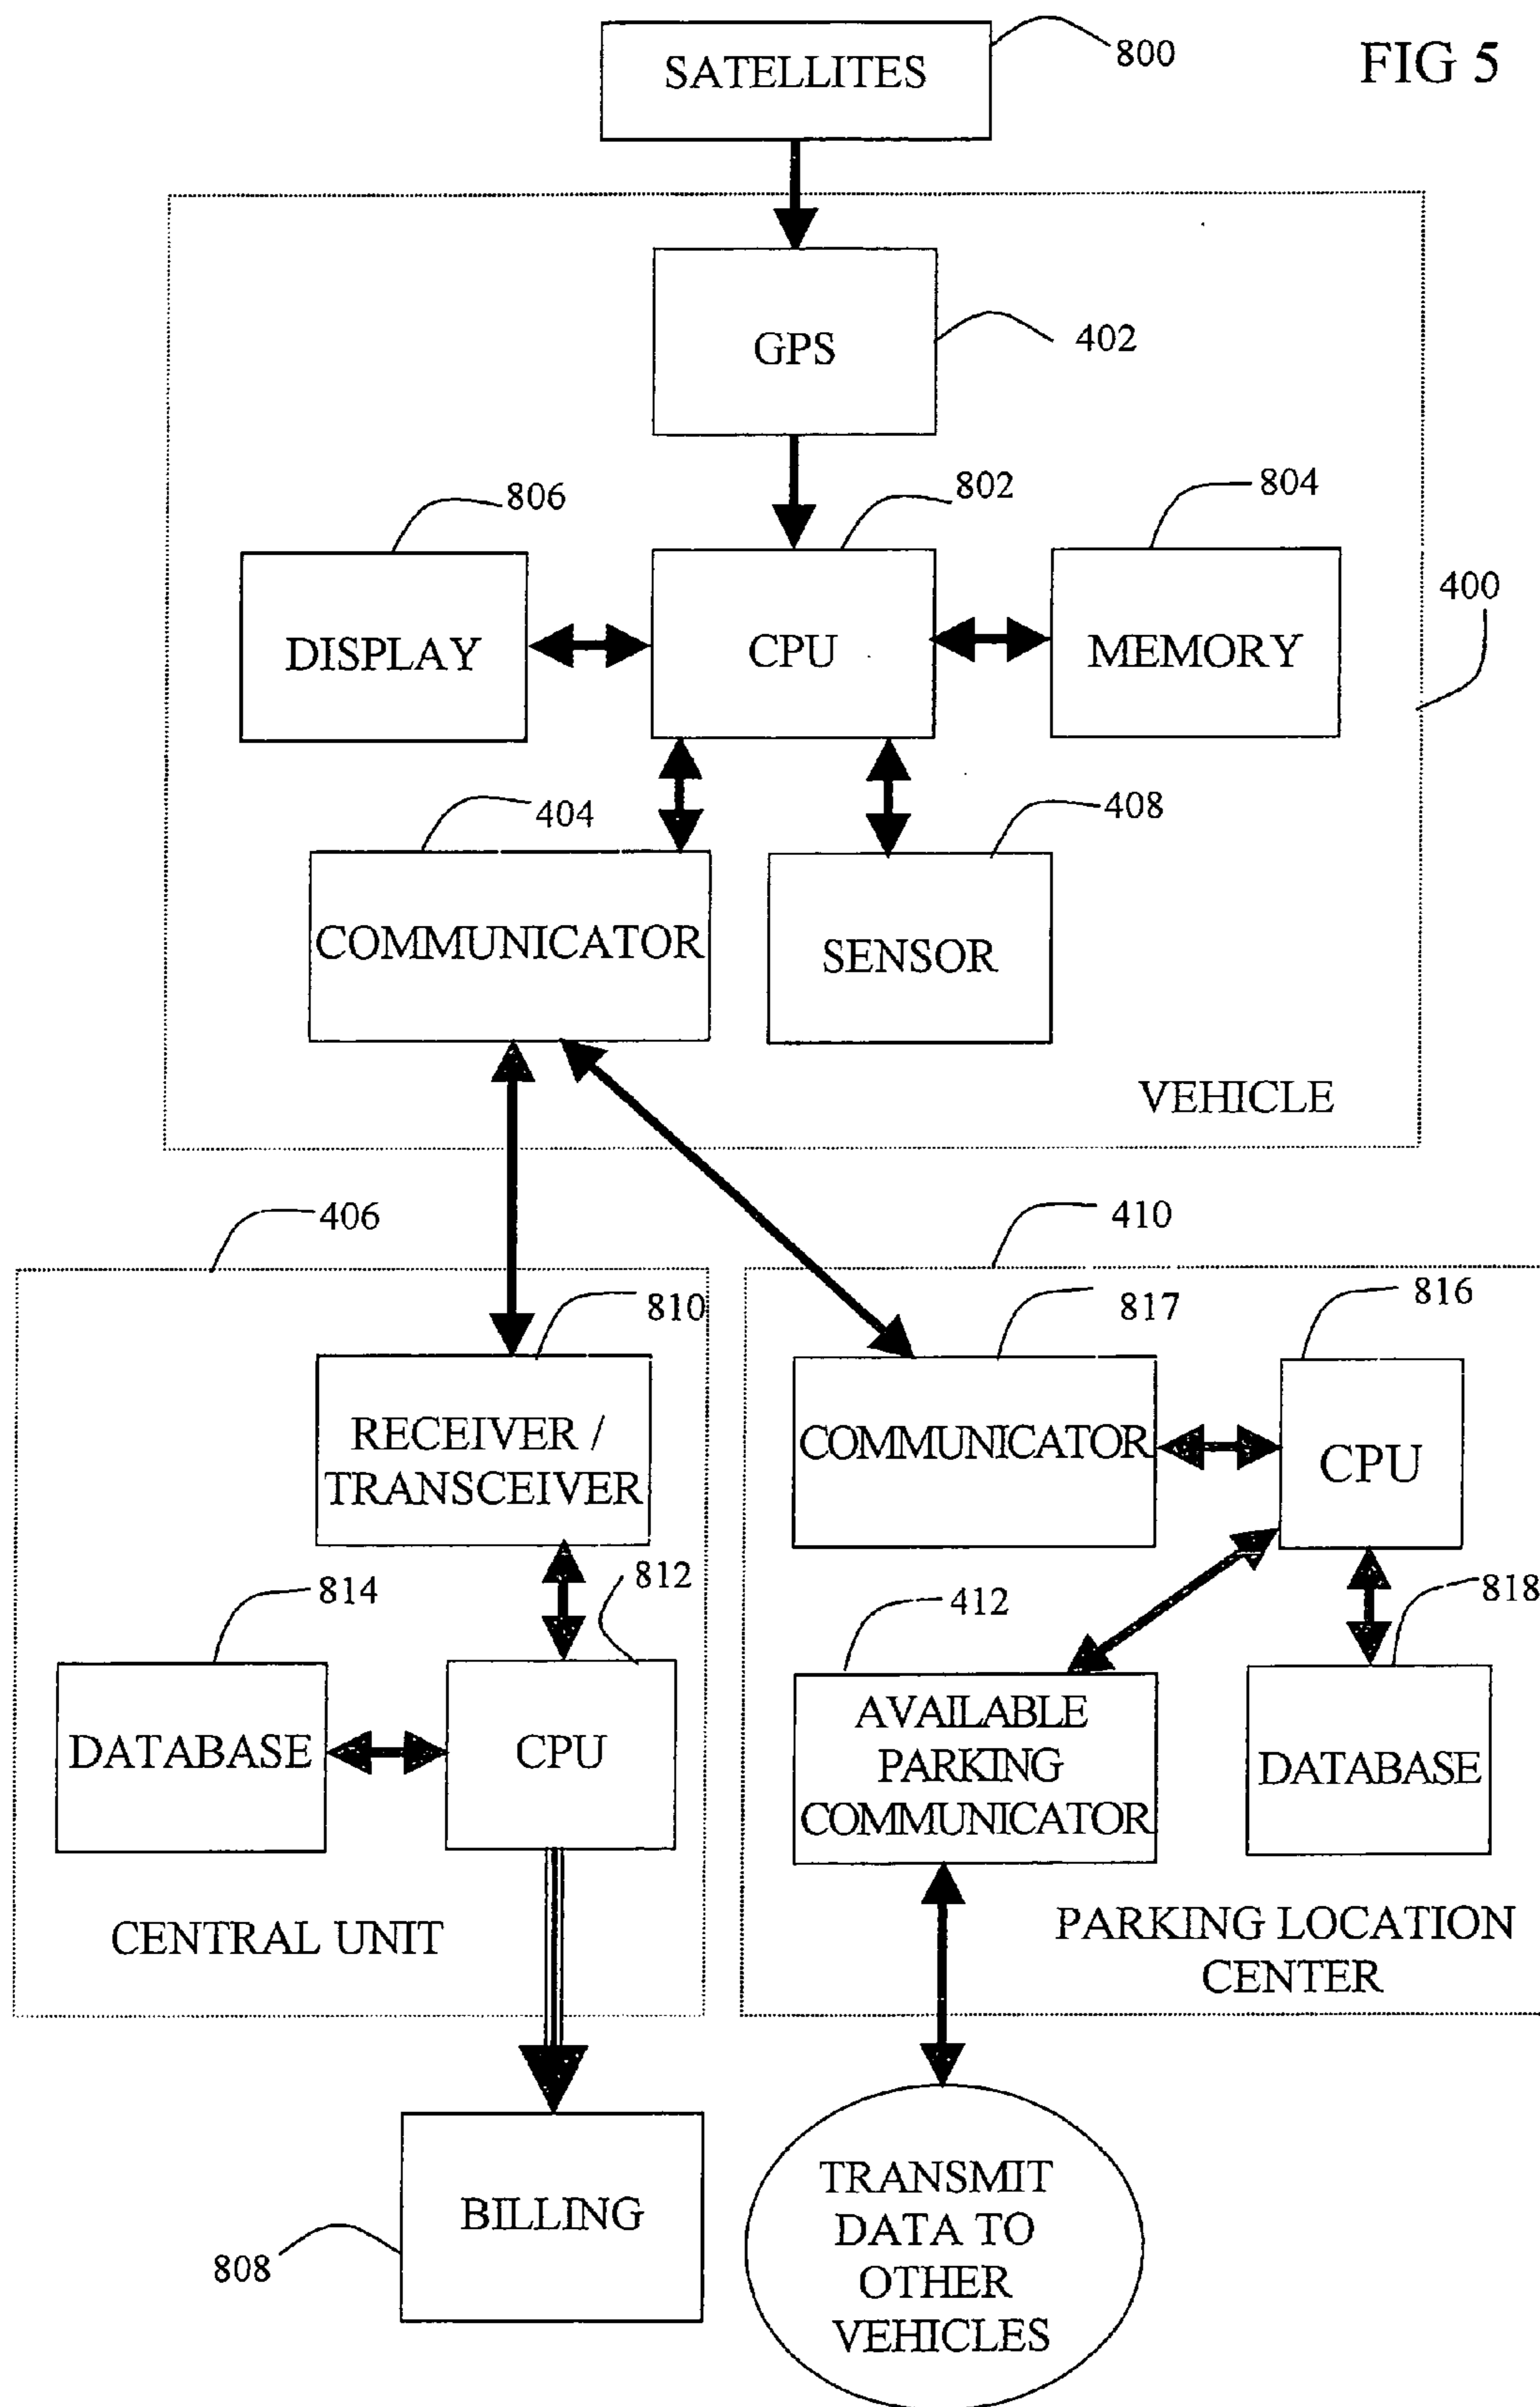 SATELLITES
800
FIG 5
GPS
402
806
802
804
400
DISPLAY
CPU
MEMORY
404
408
COMMUNICATOR
SENSOR
VEHICLE
406
410
810
817
816
RECEIVER /
TRANSCEIVER
COMMUNICATOR
CPU
814
812
412
818
DATABASE
CPU
AVAILABLE
PARKING
COMMUNICATOR
DATABASE
CENTRAL UNIT
PARKING LOCATION
CENTER
BILLING
808
TRANSMIT
DATA TO
OTHER
VEHICLES